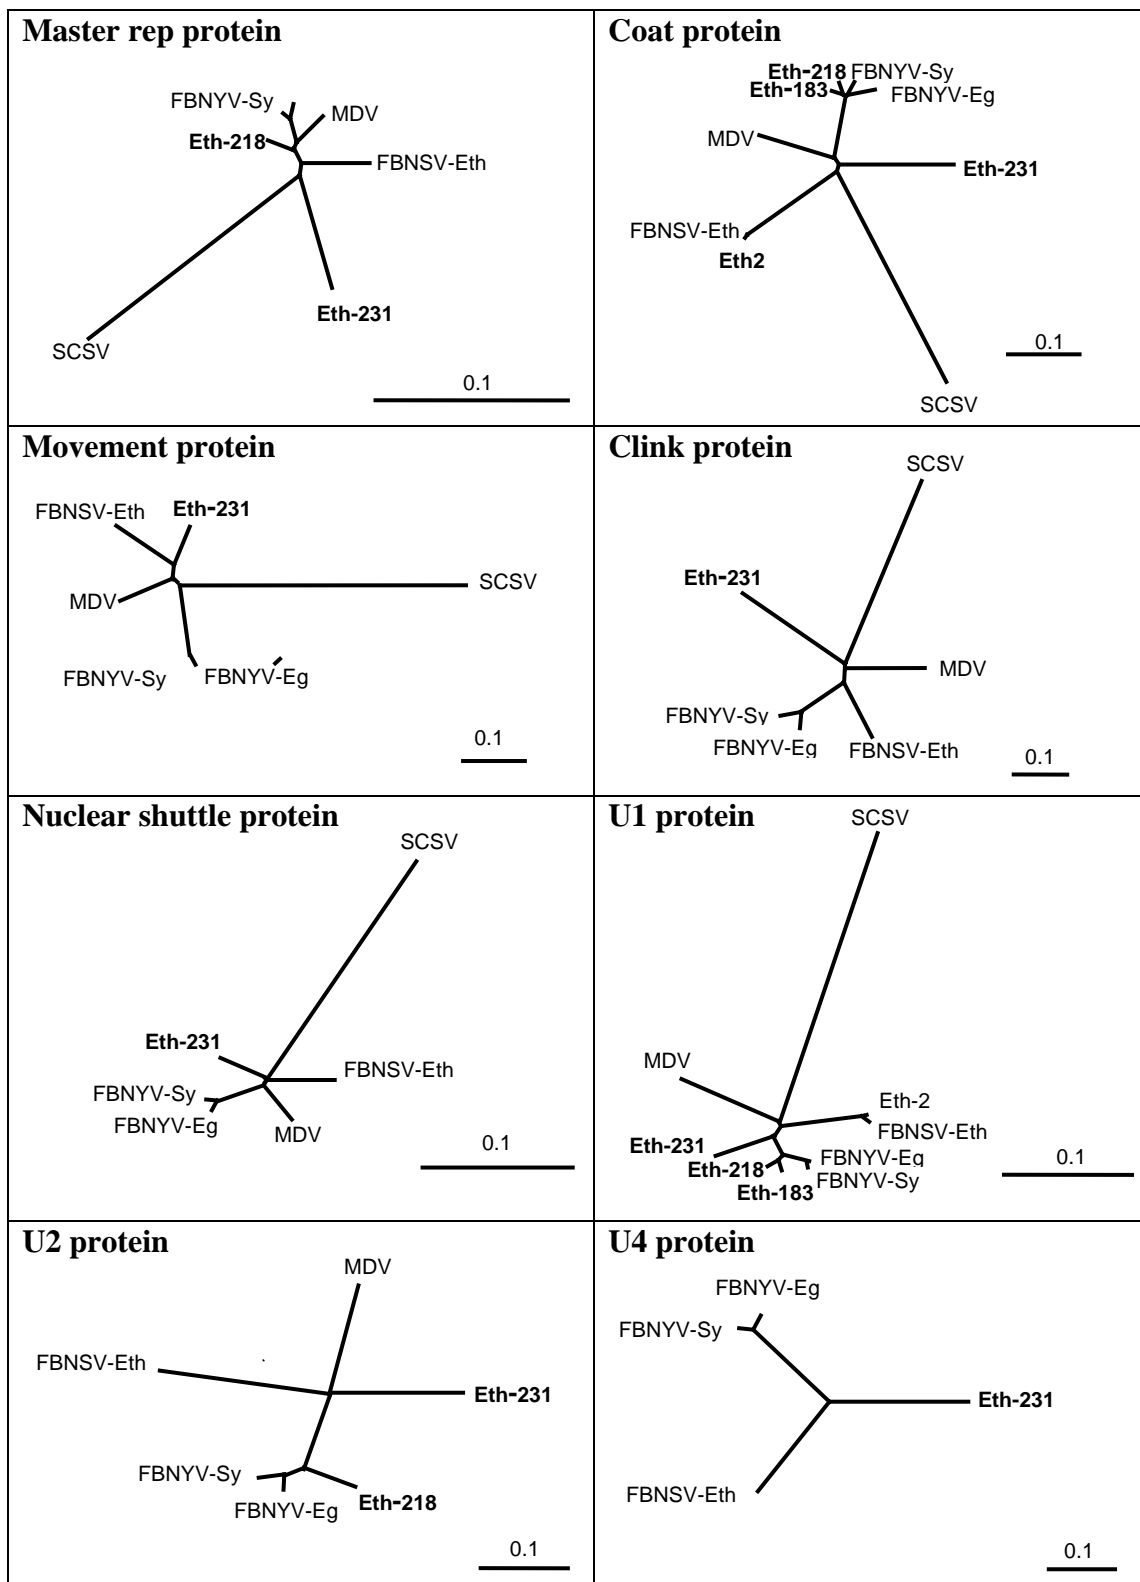 Master rep protein
FBNYV-Sy
MDV
Eth-218
FBNSV-Eth
Eth-231
SCSV
0.1
Coat protein
Eth-218 FBNYV-Sy
Eth-183 FBNYV-Eg
MDV
Eth-231
FBNSV-Eth
Eth2
0.1
SCSV
Movement protein
FBNSV-Eth Eth-231
SCSV
MDV
FBNYV-Sy FBNYV-Eg
0.1
Clink protein
SCSV
Eth-231
MDV
FBNYV-Sy
FBNYV-Eg FBNSV-Eth
0.1
Nuclear shuttle protein
SCSV
Eth-231
FBNSV-Eth
FBNYV-Sy
FBNYV-Eg
MDV
0.1
U1 protein
SCSV
MDV
Eth-2
FBNSV-Eth
Eth-231
FBNYV-Eg
Eth-218
FBNYV-Sy
Eth-183
0.1
U2 protein
MDV
FBNSV-Eth
Eth-231
FBNYV-Sy
FBNYV-Eg Eth-218
0.1
U4 protein
FBNYV-Eg
FBNYV-Sy
Eth-231
FBNSV-Eth
0.1